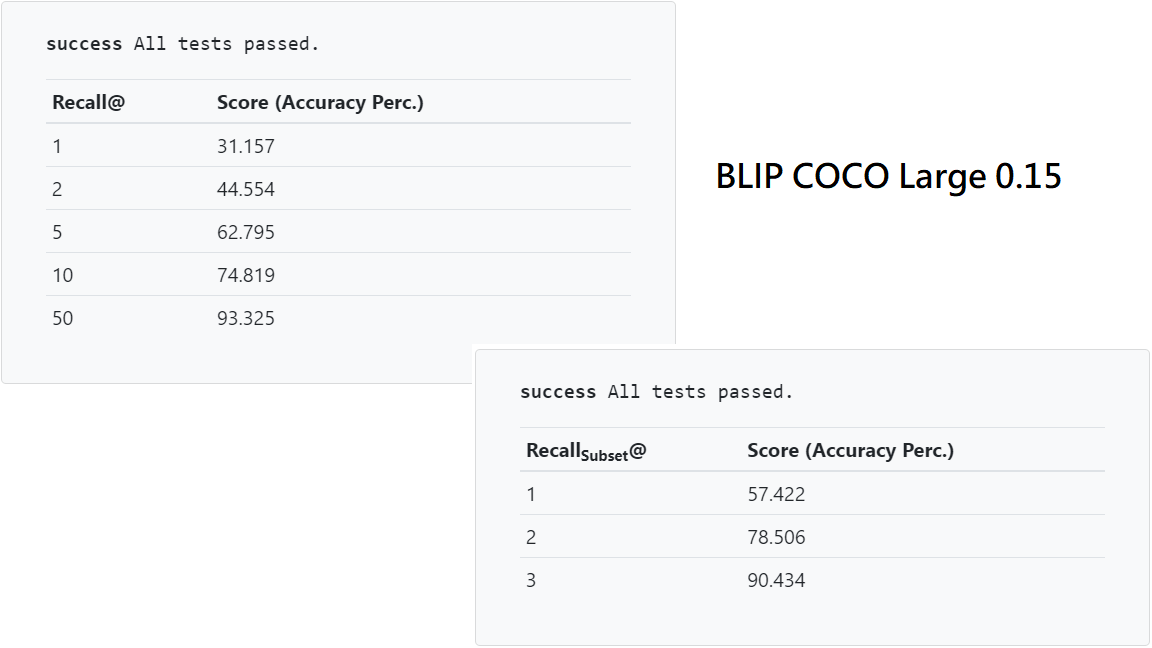 success All tests passed.
Recall@ Score (Accuracy Perc.)
1 31.157
2 44.554
5 62.795
10 74.819
50 93.325
BLIP COCO Large 0.15
success All tests passed.
RecallSubset@ Score (Accuracy Perc.)
1 57.422
2 78.506
3 90.434